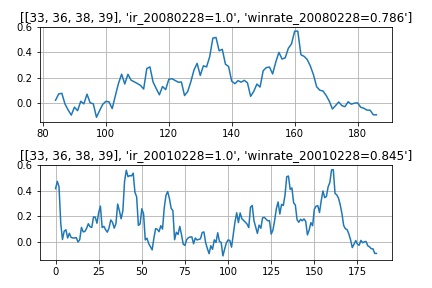 [[33, 36, 38, 39], 'ir_20080228=1.0', 'winrate_20080228=0.786']
0.6
0.4
0.2
0.0
80 100 120 140 160 180
[[33, 36, 38, 39], 'ir_20010228=1.0', 'winrate_20010228=0.845']
0.6
0.4
0.2
0.0
0 25 50 75 100 125 150 175